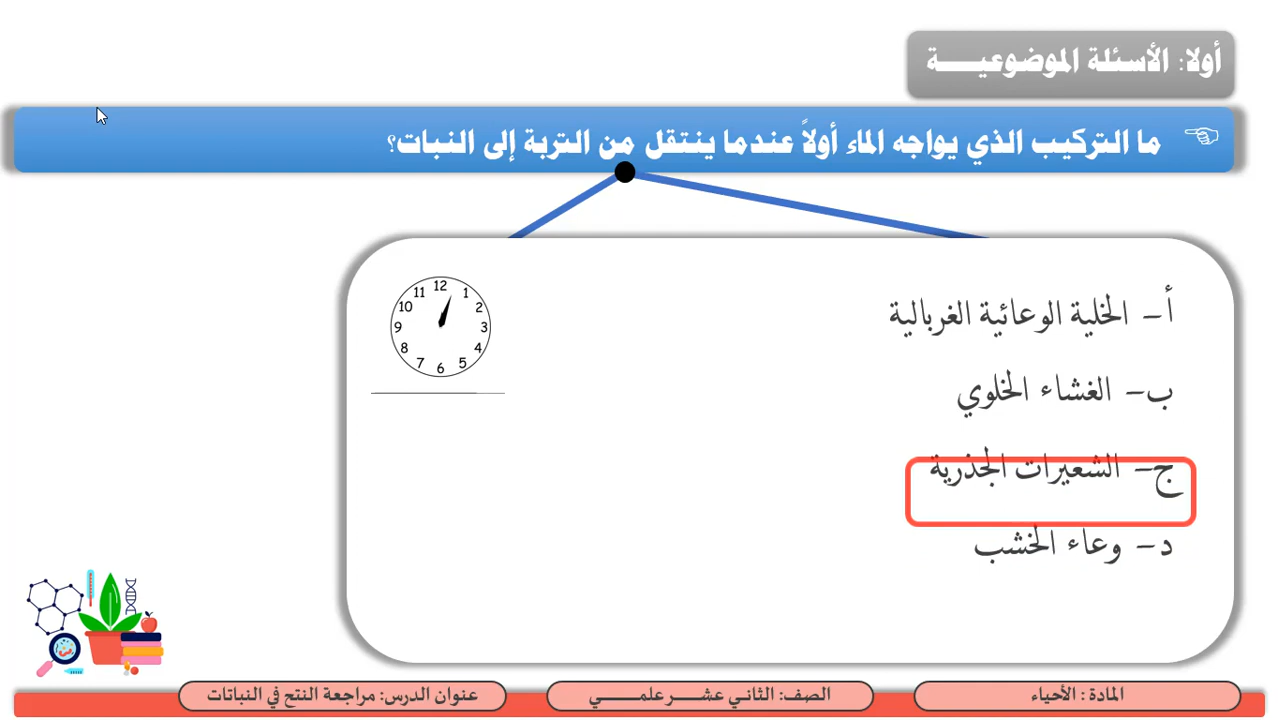 أولا: الأسئلة الموضوعيـــــة
☜ ما التركيب الذي يواجه الماء أولاً عندما ينتقل من التربة إلى النبات؟
12
11 1
10 2
9 3
8 4
7 5
6
أ – الخلية الوعائية الغربالية
ب – الغشاء الخلوي
ج – الشعيرات الجذرية
د – وعاء الخشب
المادة : الأحياء
الصف: الثانـي عشـــر علمـــــي
عنوان الدرس: مراجعة النتح في النباتات